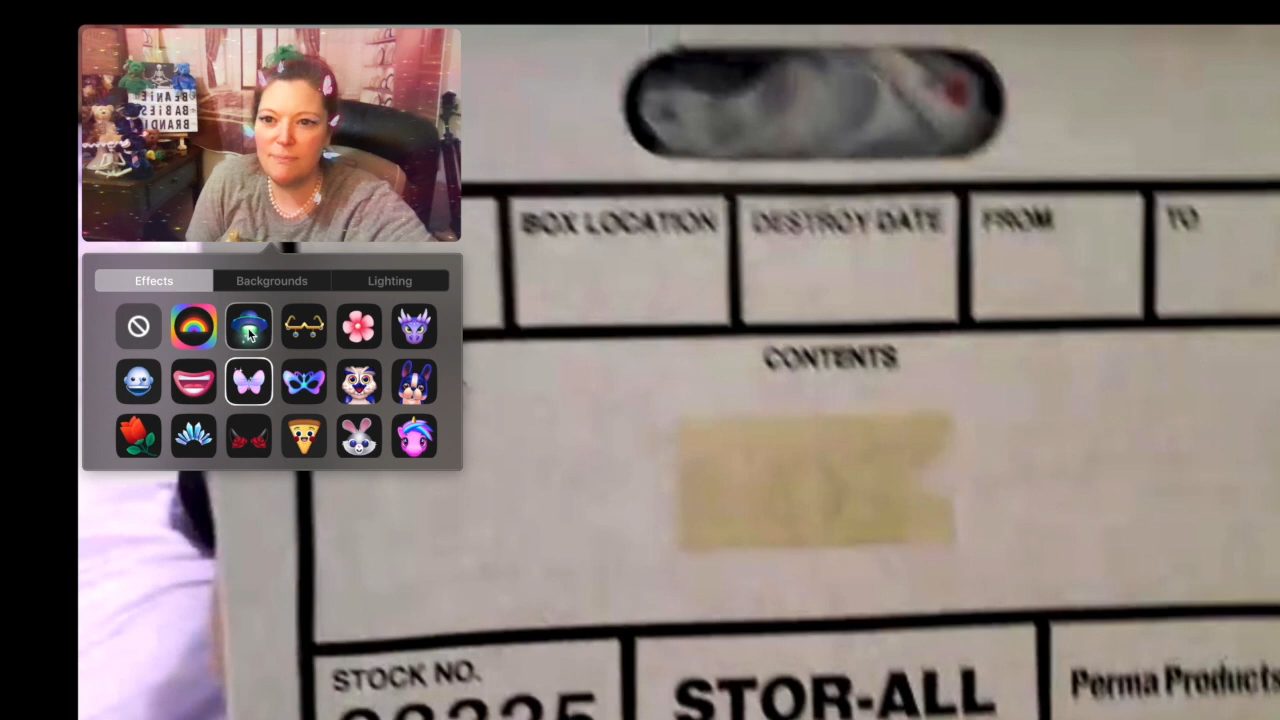 BEANIE
BABIES
BRANDI
Effects
Backgrounds
Lighting
BOX LOCATION
DESTROY DATE
FROM
TO
CONTENTS
STOCK NO.
STOR-ALL
Perma Products